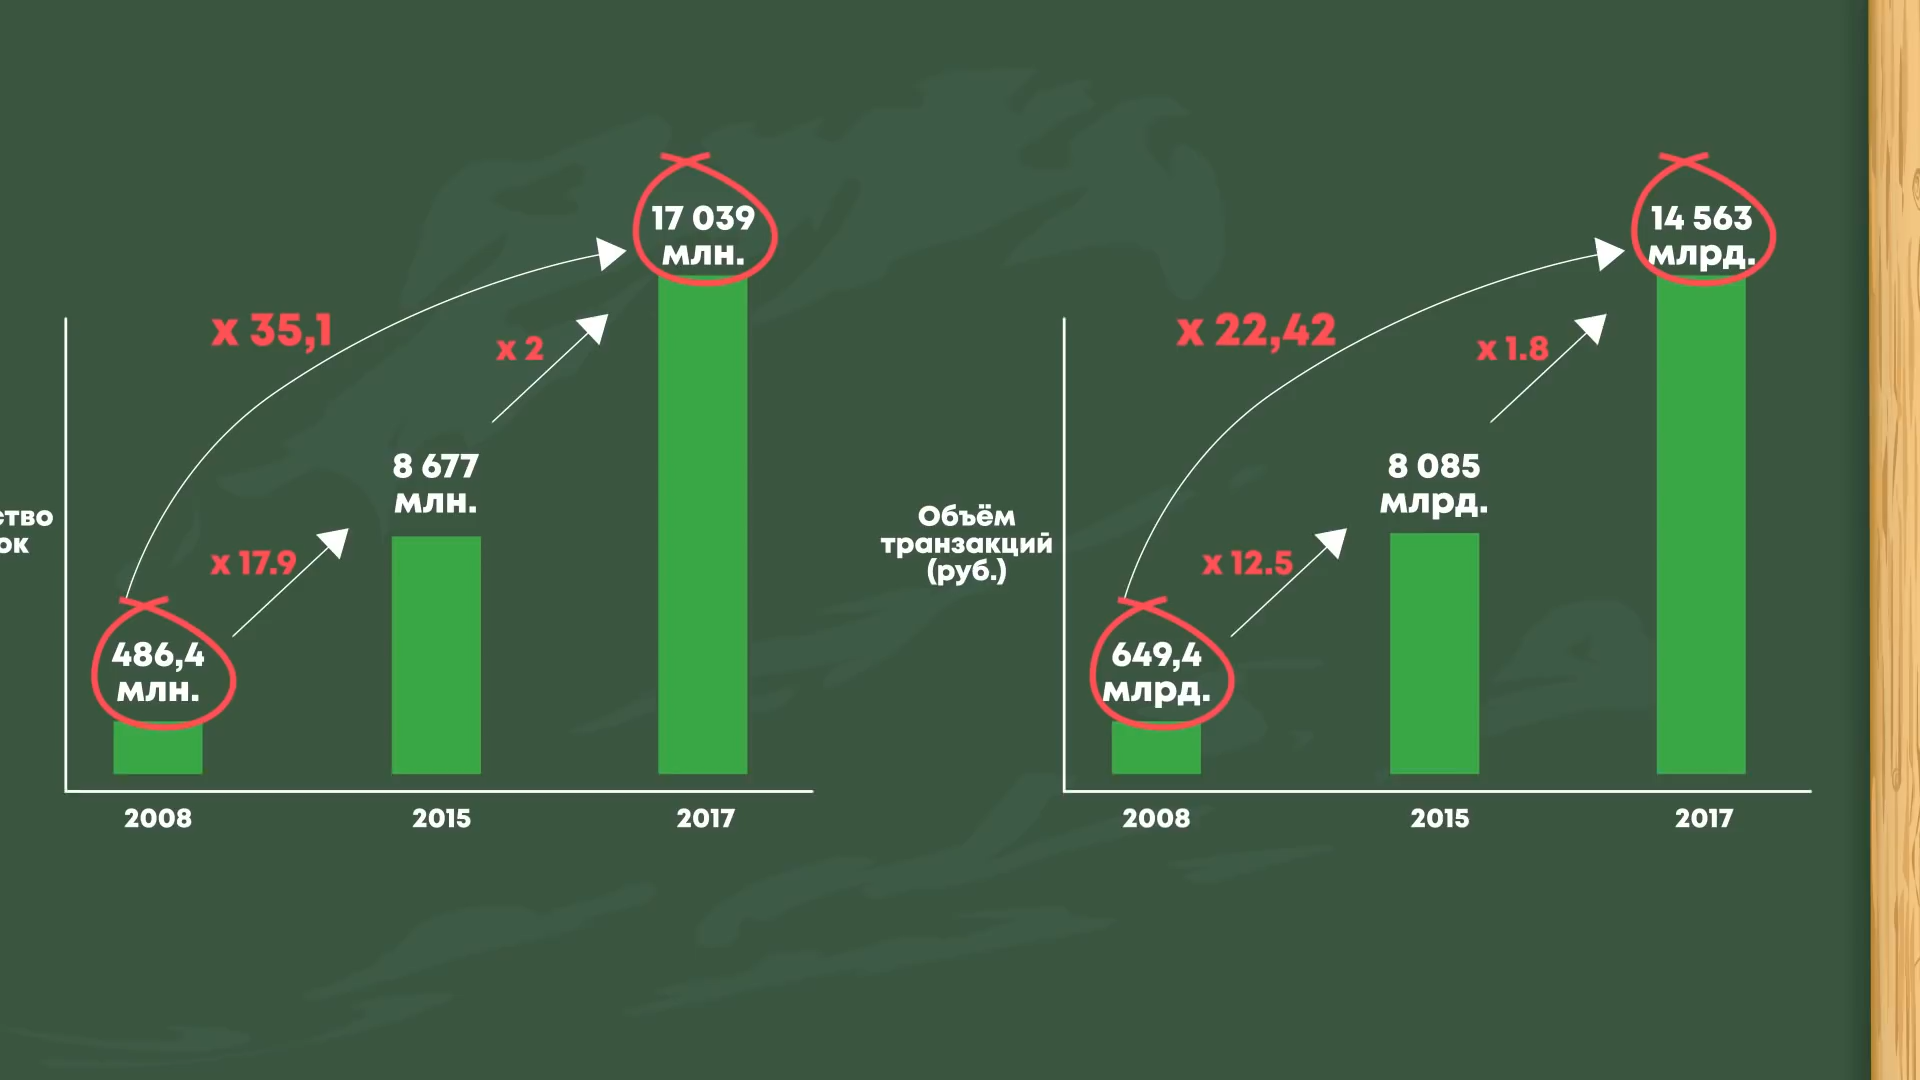 17 039
млн.
х 35,1
х 2
8 677
млн.
х 17.9
486,4
млн.
2008
2015
2017
14 563
млрд.
х 22,42
х 1.8
8 085
млрд.
Объём
транзакций
(руб.)
х 12.5
649,4
млрд.
2008
2015
2017